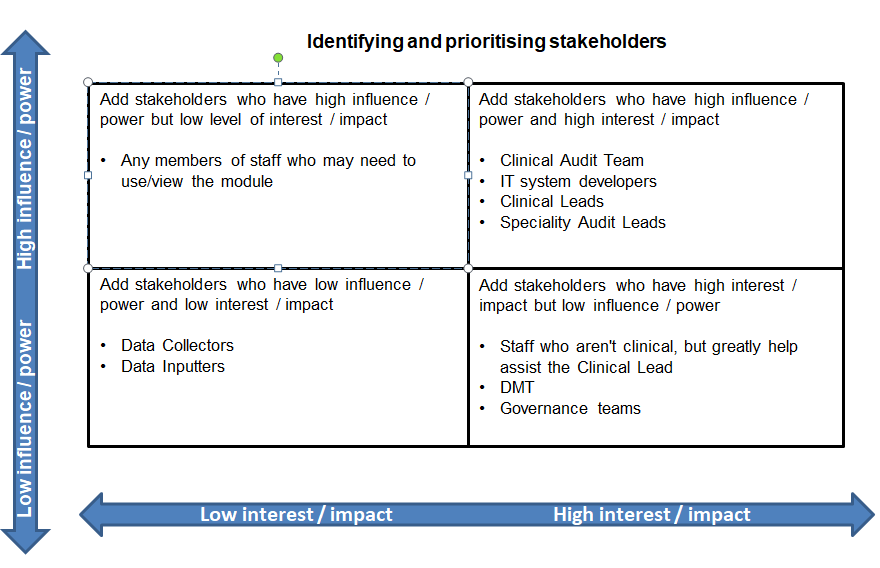 Identifying and prioritising stakeholders
High influence / power
Low influence / power
Add stakeholders who have high influence /
power but low level of interest / impact
• Any members of staff who may need to
use/view the module
Add stakeholders who have high influence /
power and high interest / impact
• Clinical Audit Team
• IT system developers
• Clinical Leads
• Speciality Audit Leads
Add stakeholders who have low influence /
power and low interest / impact
• Data Collectors
• Data Inputters
Add stakeholders who have high interest /
impact but low influence / power
• Staff who aren't clinical, but greatly help
assist the Clinical Lead
• DMT
• Governance teams
Low interest / impact
High interest / impact